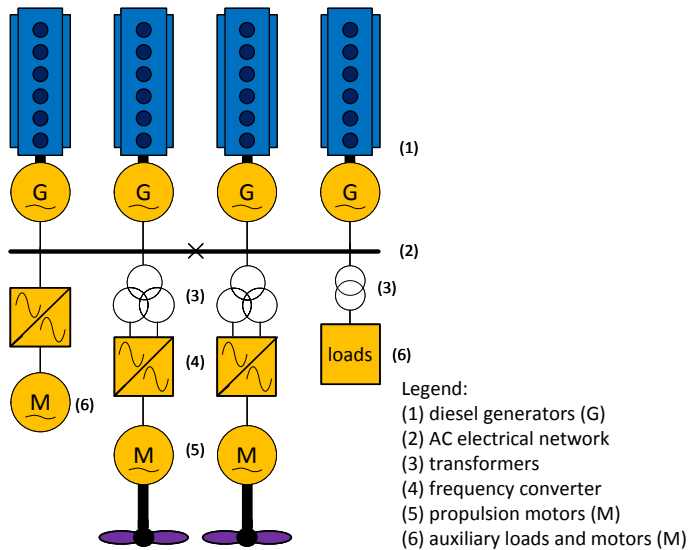 (1)
G G G G
(2)
(3) (3)
(4) loads (6)
M (6)
(5)
M M
Legend:
(1) diesel generators (G)
(2) AC electrical network
(3) transformers
(4) frequency converter
(5) propulsion motors (M)
(6) auxiliary loads and motors (M)